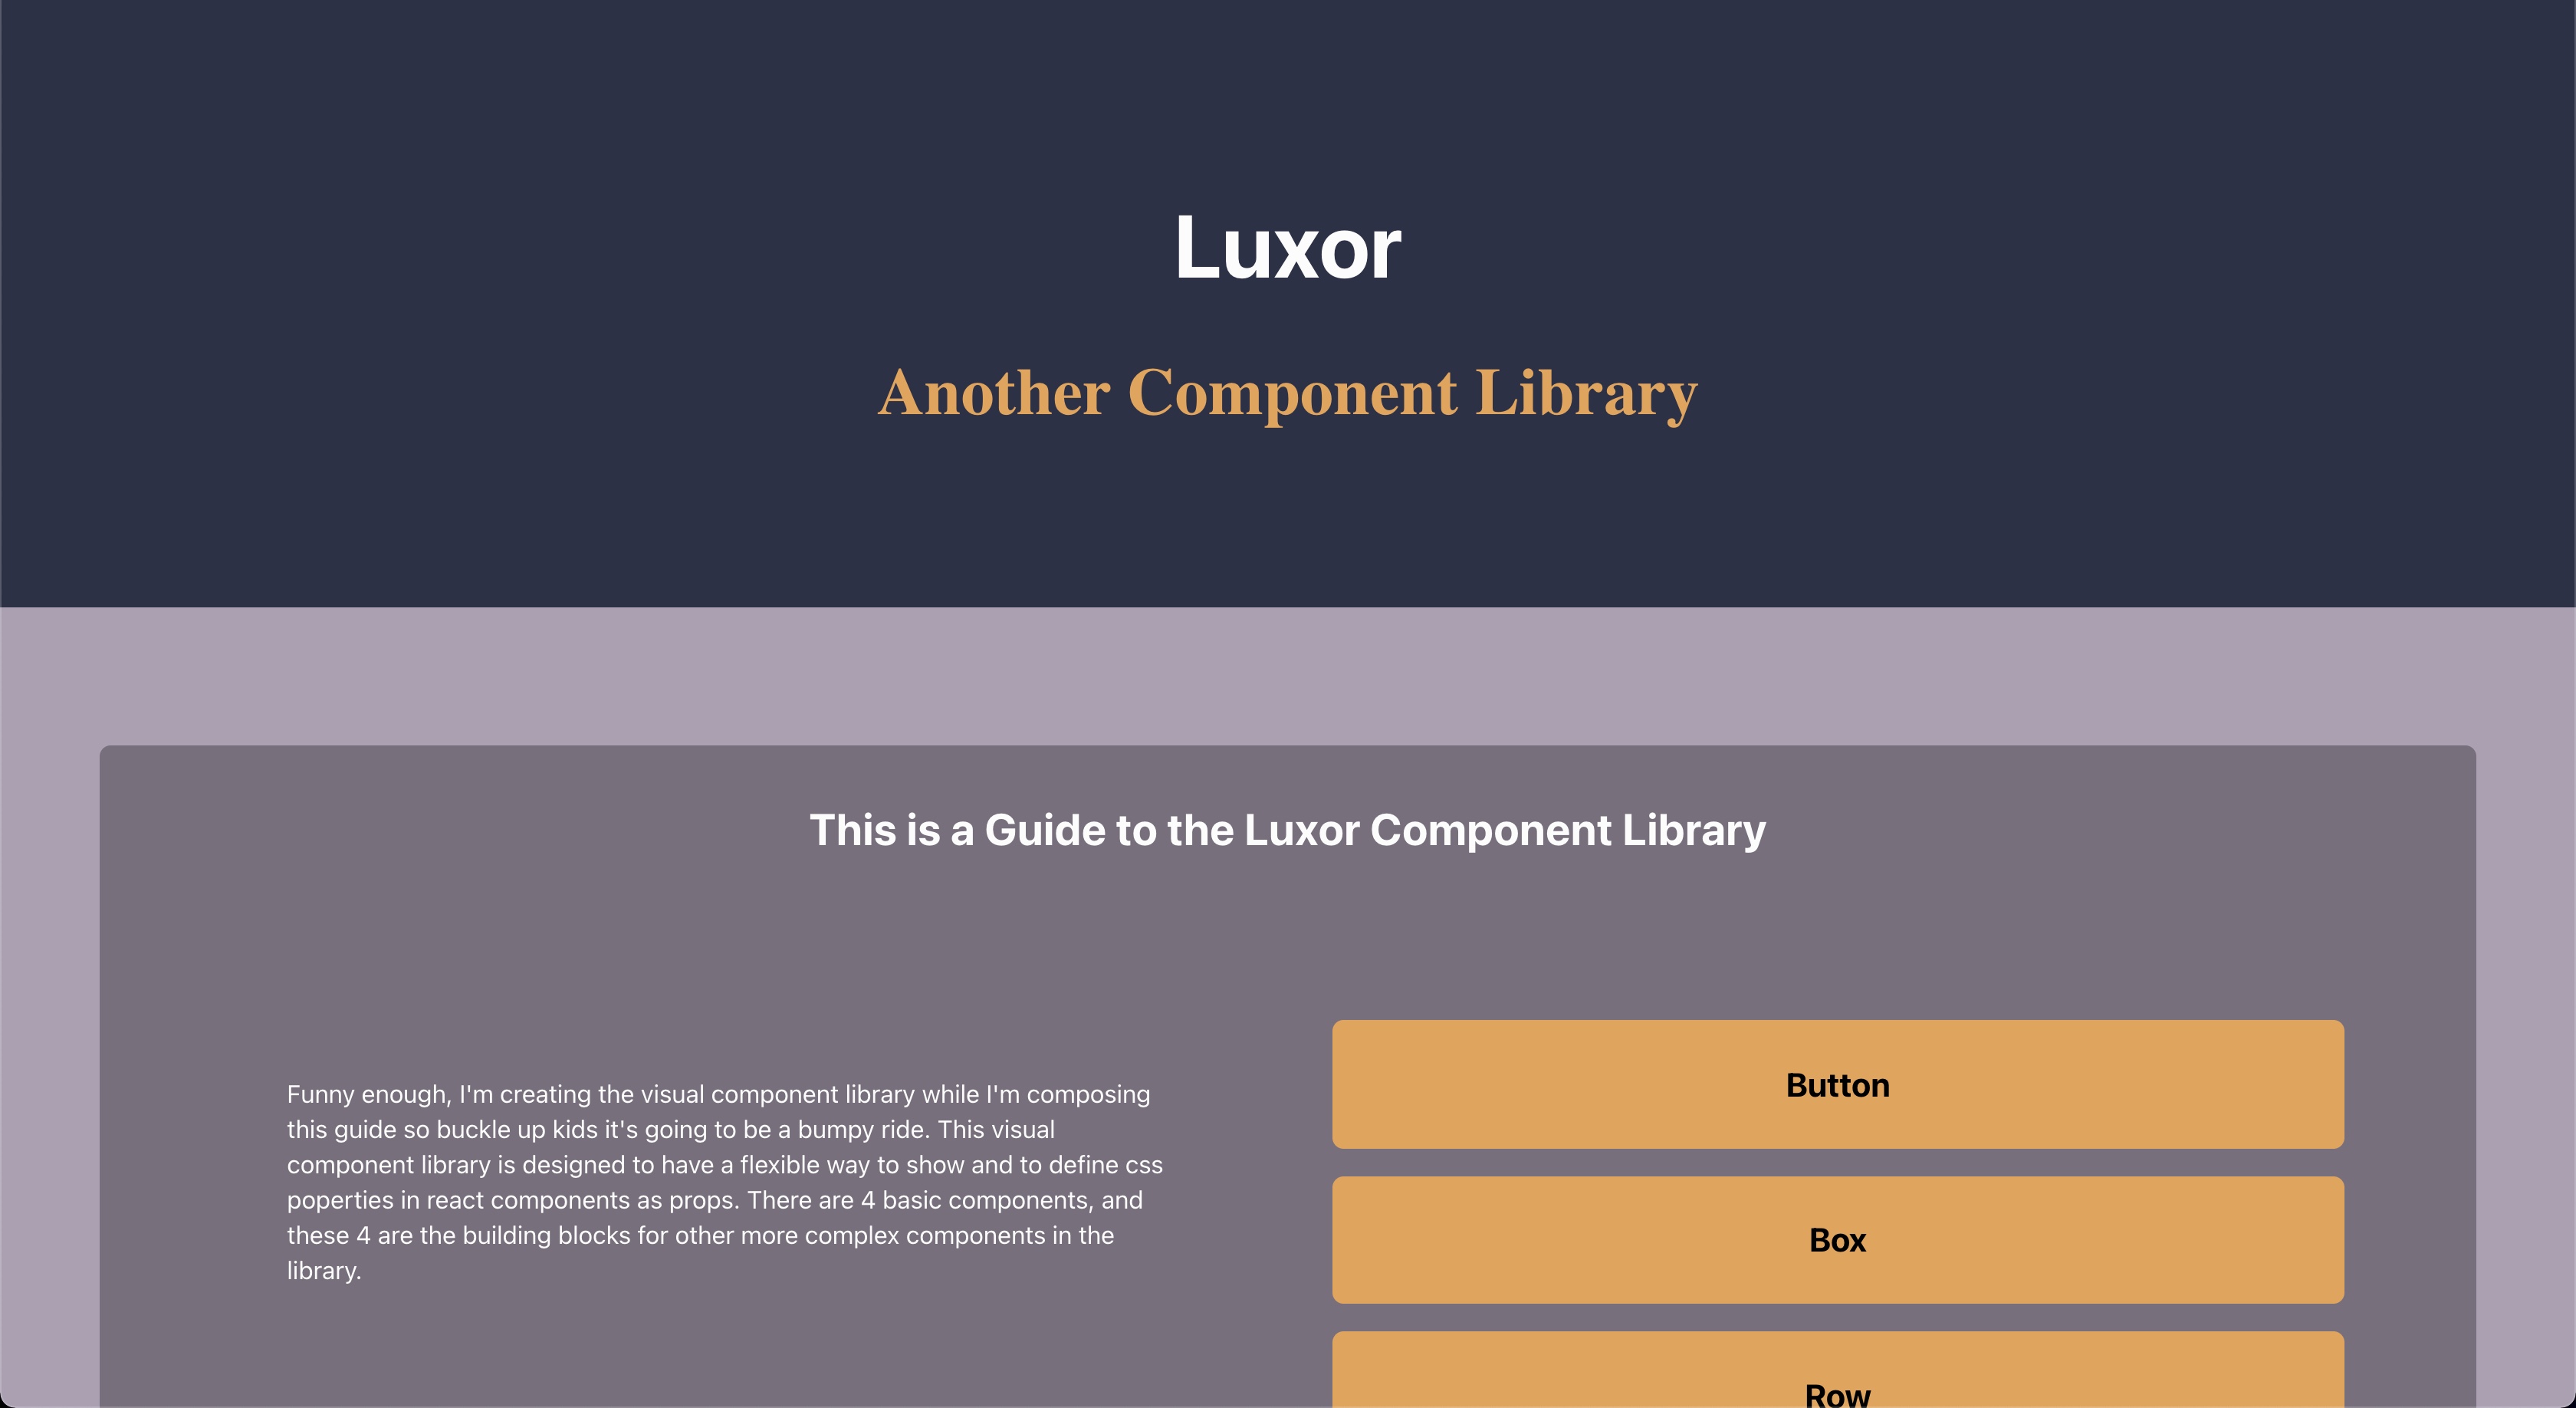 Luxor
Another Component Library
This is a Guide to the Luxor Component Library
Funny enough, I'm creating the visual component library while I'm composing
this guide so buckle up kids it's going to be a bumpy ride. This visual
component library is designed to have a flexible way to show and to define css
poperties in react components as props. There are 4 basic components, and
these 4 are the building blocks for other more complex components in the
library.
Button
Box
Row